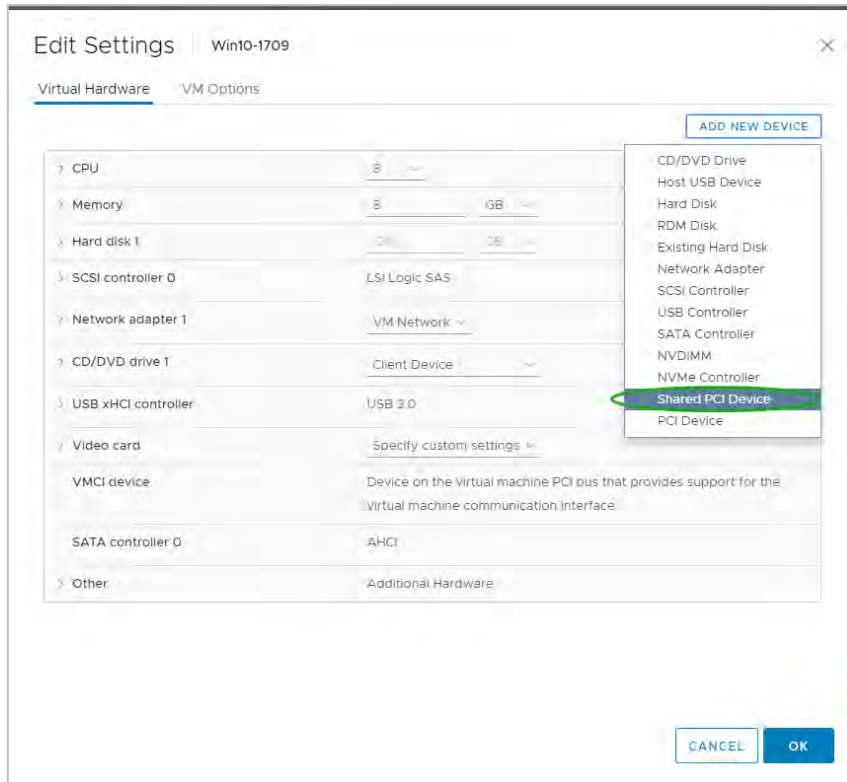 Edit Settings Win10-1709
Virtual Hardware VM Options
ADD NEW DEVICE
CD/DVD Drive
Host USB Device
Hard Disk
RDM Disk
Existing Hard Disk
Network Adapter
SCSI Controller
USB Controller
SATA Controller
NVDIMM
NVMe Controller
Shared PCI Device
PCI Device
CPU 8
Memory 8 GB
Hard disk 1 GB
SCSI controller 0 LSI Logic SAS
Network adapter 1 VM Network
CD/DVD drive 1 Client Device
USB xHCI controller USB 3.0
Video card Specify custom settings
VMCI device Device on the virtual machine PCI bus that provides support for the
virtual machine communication interface
SATA controller 0 AHCI
Other Additional Hardware
CANCEL OK